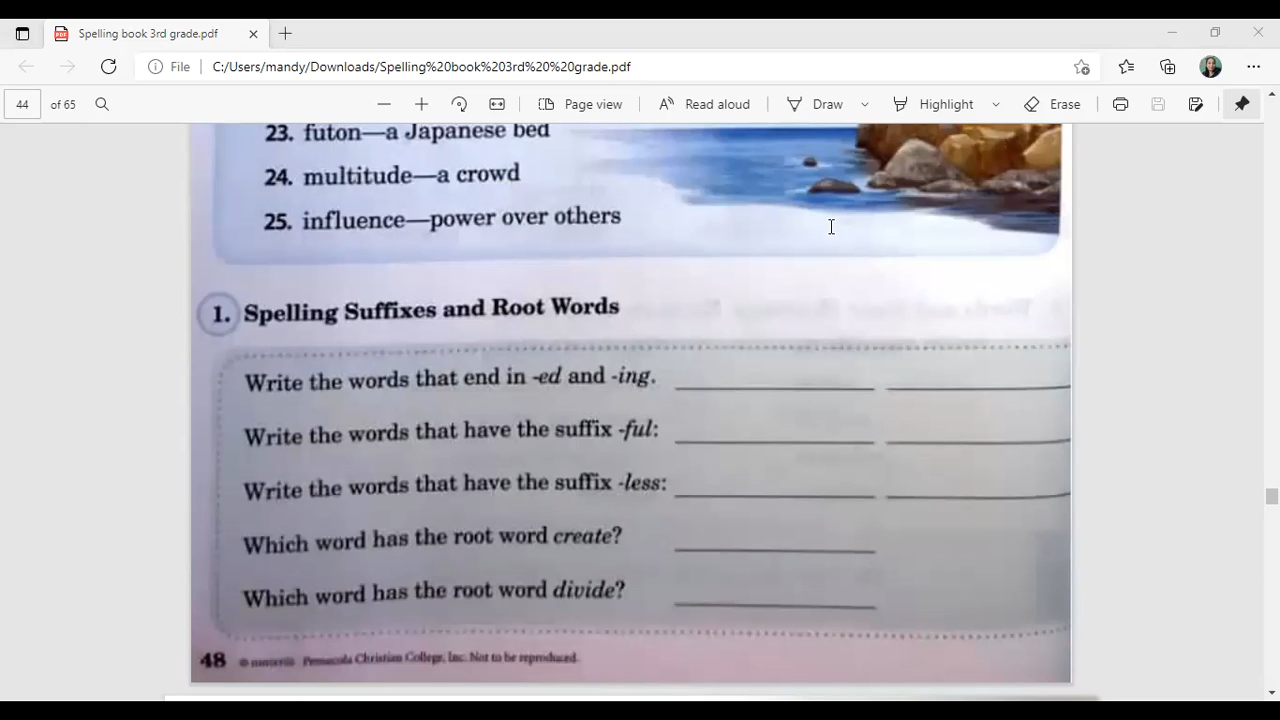 Spelling book 3rd grade.pdf
File C:/Users/mandy/Downloads/Spelling%20book%203rd%20%20grade.pdf
44 of 65 Page view Read aloud Draw Highlight Erase
23. futon—a Japanese bed
24. multitude—a crowd
25. influence—power over others
1. Spelling Suffixes and Root Words
Write the words that end in -ed and -ing.
Write the words that have the suffix -ful:
Write the words that have the suffix -less:
Which word has the root word create?
Which word has the root word divide?
48 Pensacola Christian College, Inc. Not to be reproduced.